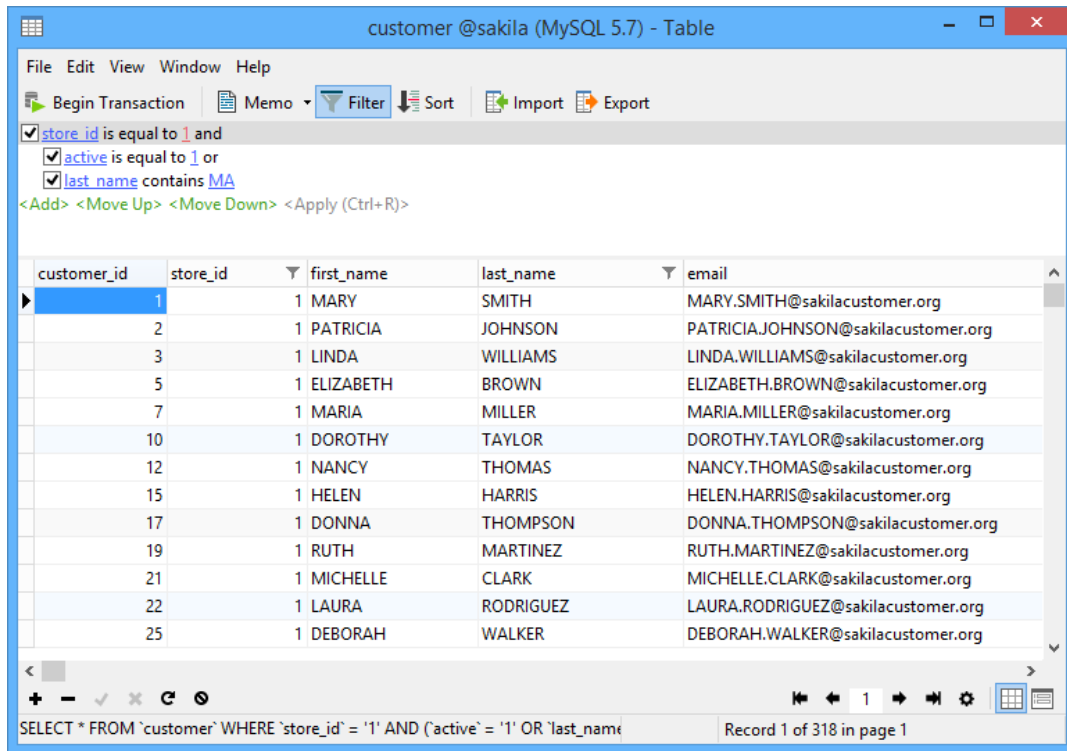 customer @sakila (MySQL 5.7) - Table
File Edit View Window Help
Begin Transaction Memo Filter Sort Import Export
store_id is equal to 1 and
active is equal to 1 or
last_name contains MA
<Add> <Move Up> <Move Down> <Apply (Ctrl+R)>
customer_id store_id first_name last_name email
1 1 MARY SMITH MARY.SMITH@sakilacustomer.org
2 1 PATRICIA JOHNSON PATRICIA.JOHNSON@sakilacustomer.org
3 1 LINDA WILLIAMS LINDA.WILLIAMS@sakilacustomer.org
5 1 ELIZABETH BROWN ELIZABETH.BROWN@sakilacustomer.org
7 1 MARIA MILLER MARIA.MILLER@sakilacustomer.org
10 1 DOROTHY TAYLOR DOROTHY.TAYLOR@sakilacustomer.org
12 1 NANCY THOMAS NANCY.THOMAS@sakilacustomer.org
15 1 HELEN HARRIS HELEN.HARRIS@sakilacustomer.org
17 1 DONNA THOMPSON DONNA.THOMPSON@sakilacustomer.org
19 1 RUTH MARTINEZ RUTH.MARTINEZ@sakilacustomer.org
21 1 MICHELLE CLARK MICHELLE.CLARK@sakilacustomer.org
22 1 LAURA RODRIGUEZ LAURA.RODRIGUEZ@sakilacustomer.org
25 1 DEBORAH WALKER DEBORAH.WALKER@sakilacustomer.org
1
SELECT * FROM `customer` WHERE `store_id` = '1' AND (`active` = '1' OR `last_name Record 1 of 318 in page 1